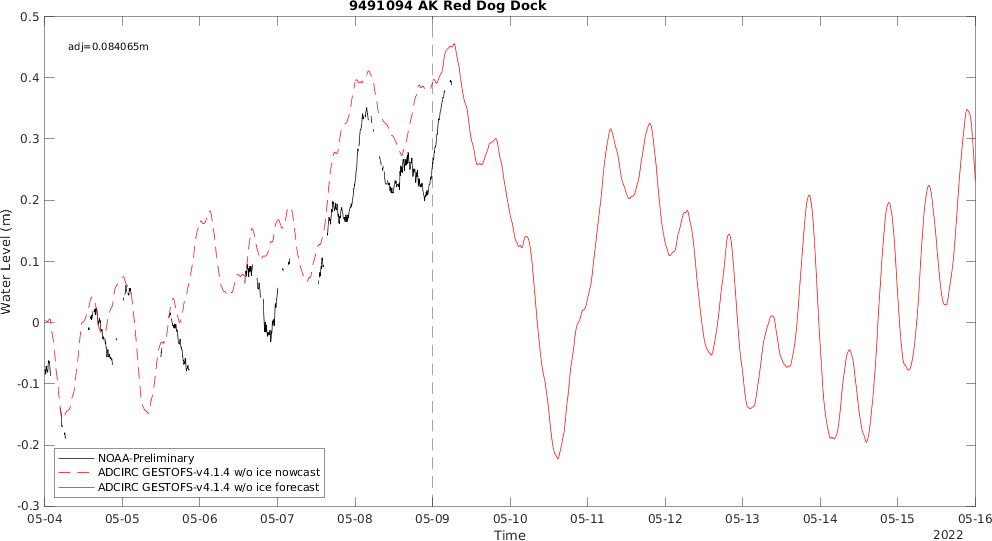 9491094 AK Red Dog Dock
adj=0.084065m
0.5
0.4
0.3
0.2
0.1
0
-0.1
-0.2
-0.3
Water Level (m)
NOAA-Preliminary
ADCIRC GESTOFS-v4.1.4 w/o ice nowcast
ADCIRC GESTOFS-v4.1.4 w/o ice forecast
05-04 05-05 05-06 05-07 05-08 05-09 05-10 05-11 05-12 05-13 05-14 05-15 05-16
Time
2022